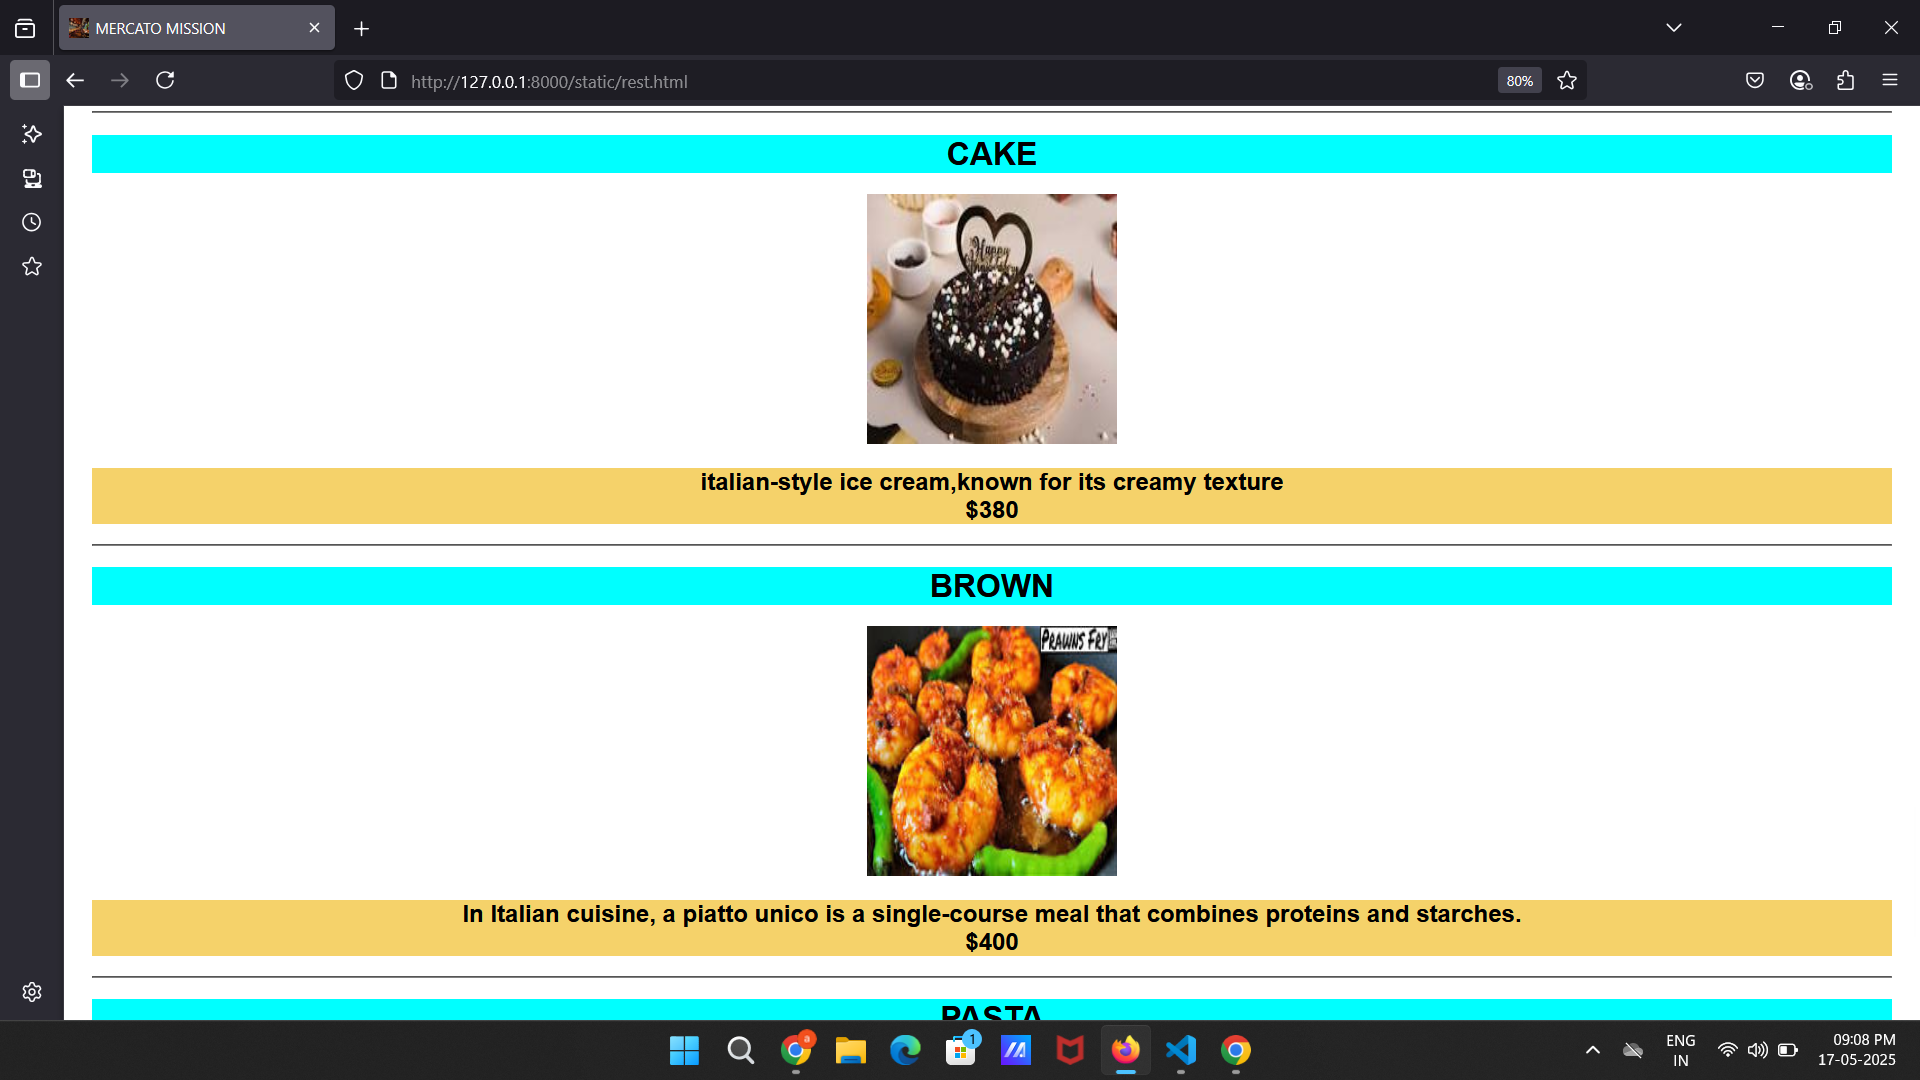 MERCATO MISSION
http://127.0.0.1:8000/static/rest.html
80%
CAKE
Happy
italian-style ice cream,known for its creamy texture
$380
BROWN
PRAWNS FRY
In Italian cuisine, a piatto unico is a single-course meal that combines proteins and starches.
$400
PASTA
a
1
ENG
IN
09:08 PM
17-05-2025